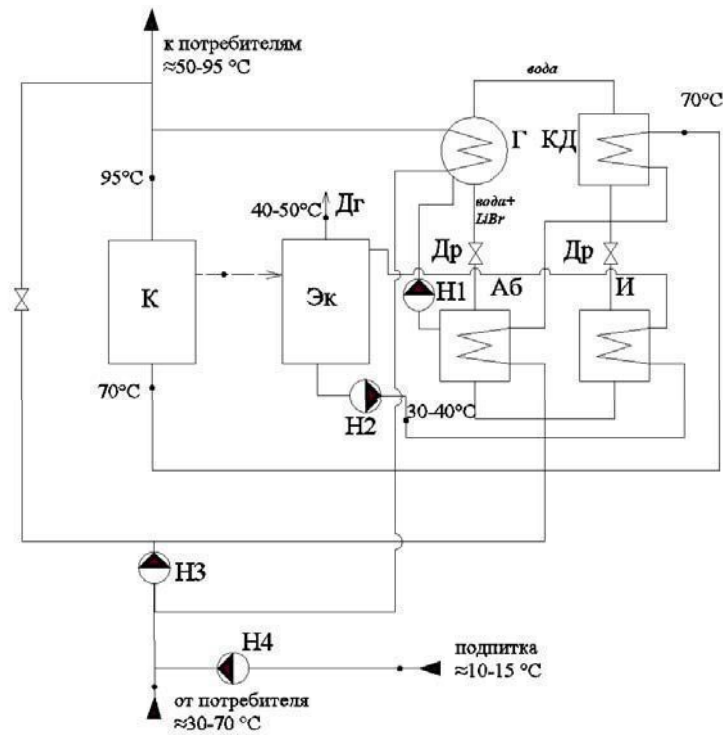 к потребителям
≈50-95 °C
вода
70°C
Г
КД
95°C
40-50°C
Дг
вода+
LiBr
Др
Др
К
Эк
Н1
Аб
И
70°C
Н2
30-40°C
Н3
Н4
подпитка
≈10-15 °C
от потребителя
≈30-70 °C